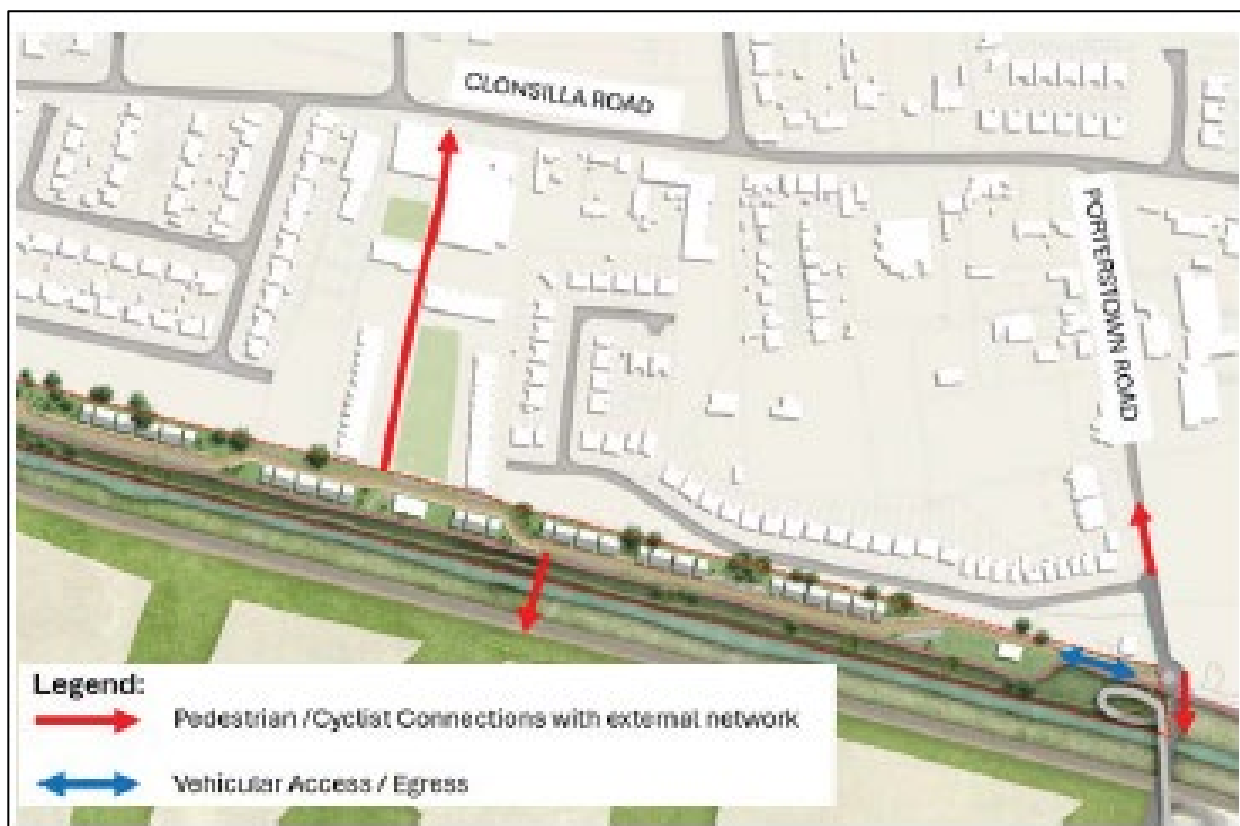 CLONSILLA ROAD
PORTERSTOWN ROAD
Legend:
Pedestrian /Cyclist Connections with external network
Vehicular Access / Egress